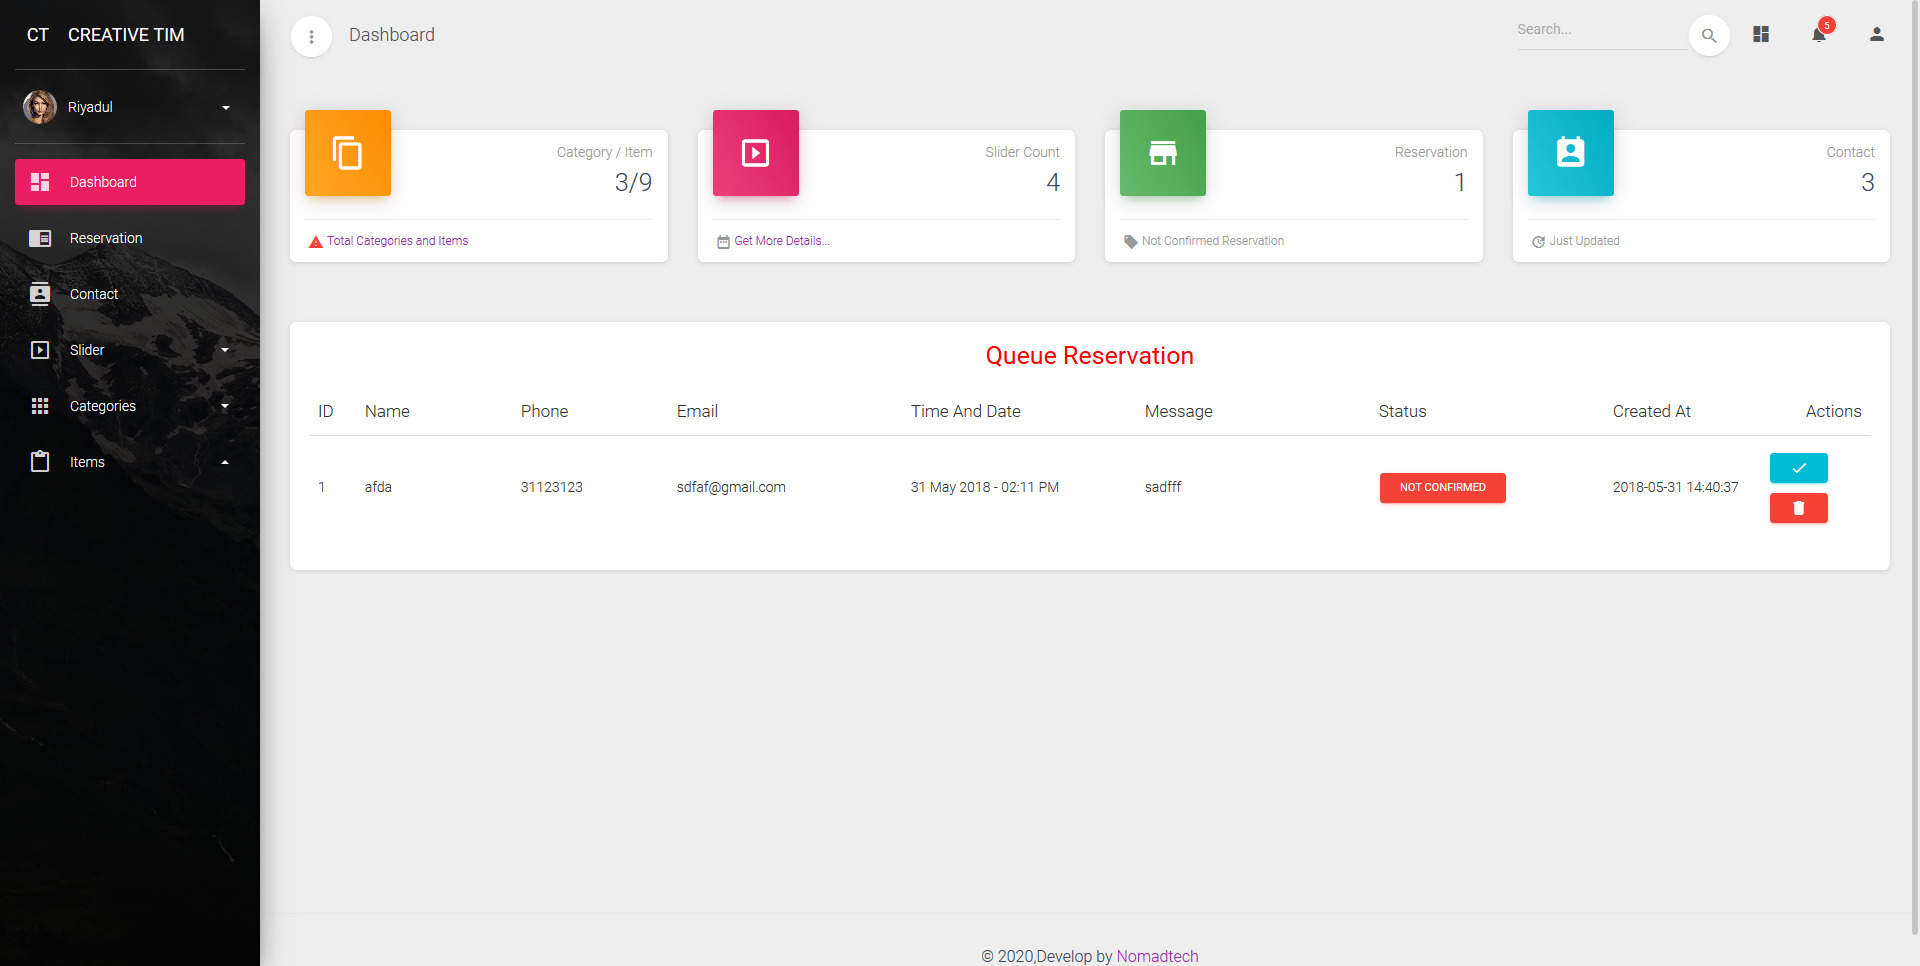 CT CREATIVE TIM
Riyadul
Dashboard
Reservation
Contact
Slider
Categories
Items
Dashboard
Search...
5
Category / Item
3/9
Total Categories and Items
Slider Count
4
Get More Details...
Reservation
1
Not Confirmed Reservation
Contact
3
Just Updated
Queue Reservation
ID Name Phone Email Time And Date Message Status Created At Actions
1 afda 31123123 sdfaf@gmail.com 31 May 2018 - 02:11 PM sadfff NOT CONFIRMED 2018-05-31 14:40:37
© 2020,Develop by Nomadtech